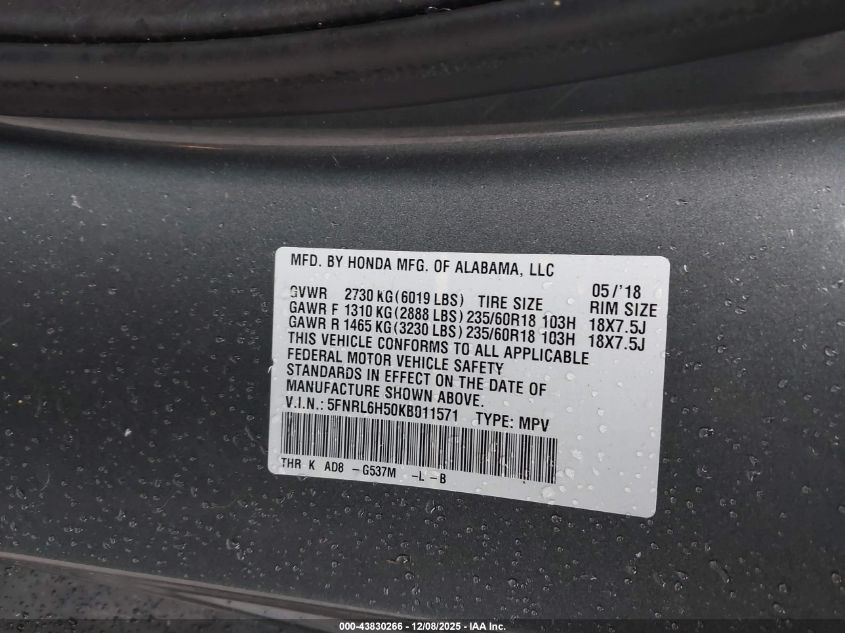 MFD. BY HONDA MFG. OF ALABAMA, LLC
05/'18
GVWR 2730 KG (6019 LBS) TIRE SIZE RIM SIZE
GAWR F 1310 KG (2888 LBS) 235/60R18 103H 18X7.5J
GAWR R 1465 KG (3230 LBS) 235/60R18 103H 18X7.5J
THIS VEHICLE CONFORMS TO ALL APPLICABLE
FEDERAL MOTOR VEHICLE SAFETY
STANDARDS IN EFFECT ON THE DATE OF
MANUFACTURE SHOWN ABOVE.
V.I.N.: 5FNRL6H50KB011571 TYPE: MPV
THR K AD8 -G537M -L -B
000-43830266 - 12/08/2025 - IAA Inc.